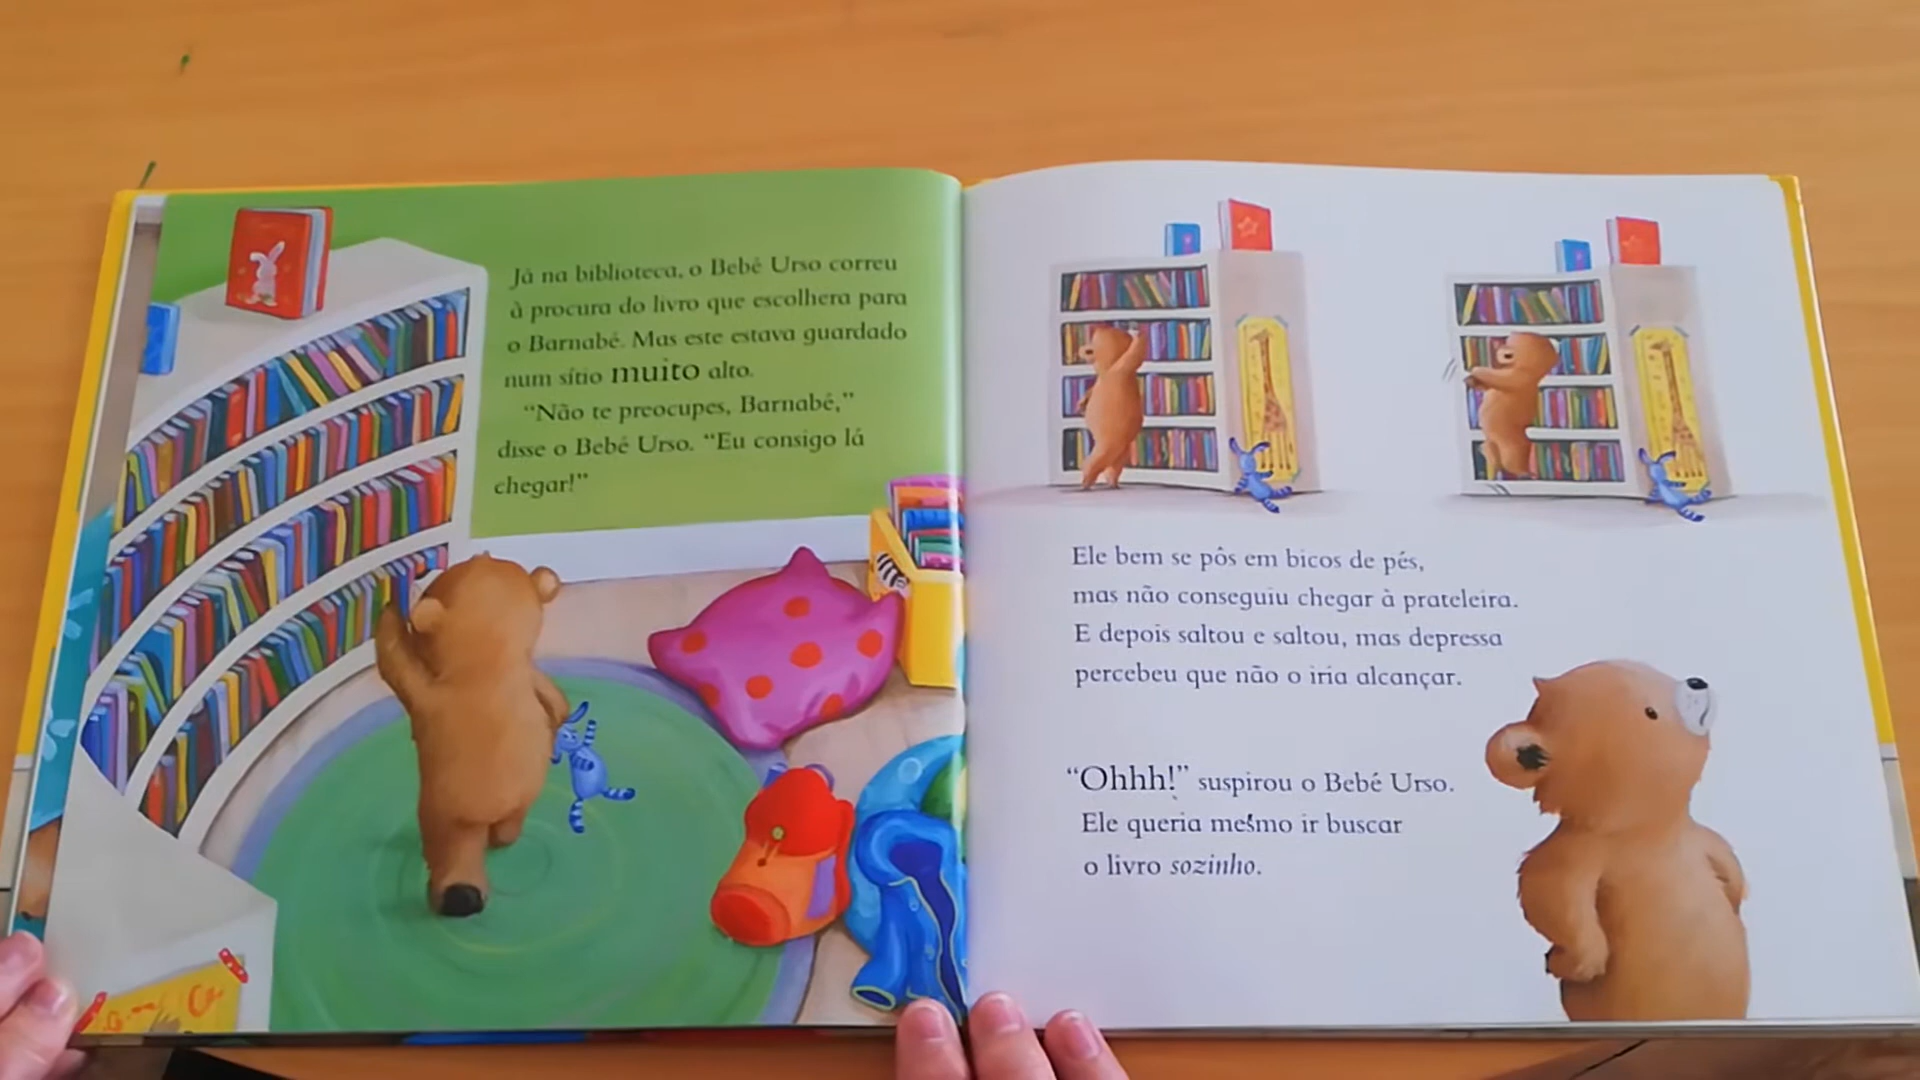 Já na biblioteca, o Bebé Urso correu
à procura do livro que escolhera para
o Barnabé. Mas este estava guardado
num sítio muito alto.
“Não te preocupes, Barnabé,”
disse o Bebé Urso. “Eu consigo lá
chegar!”
Ele bem se pôs em bicos de pés,
mas não conseguiu chegar à prateleira.
E depois saltou e saltou, mas depressa
percebeu que não o iria alcançar.
“Ohhh!” suspirou o Bebé Urso.
Ele queria mesmo ir buscar
o livro sozinho.